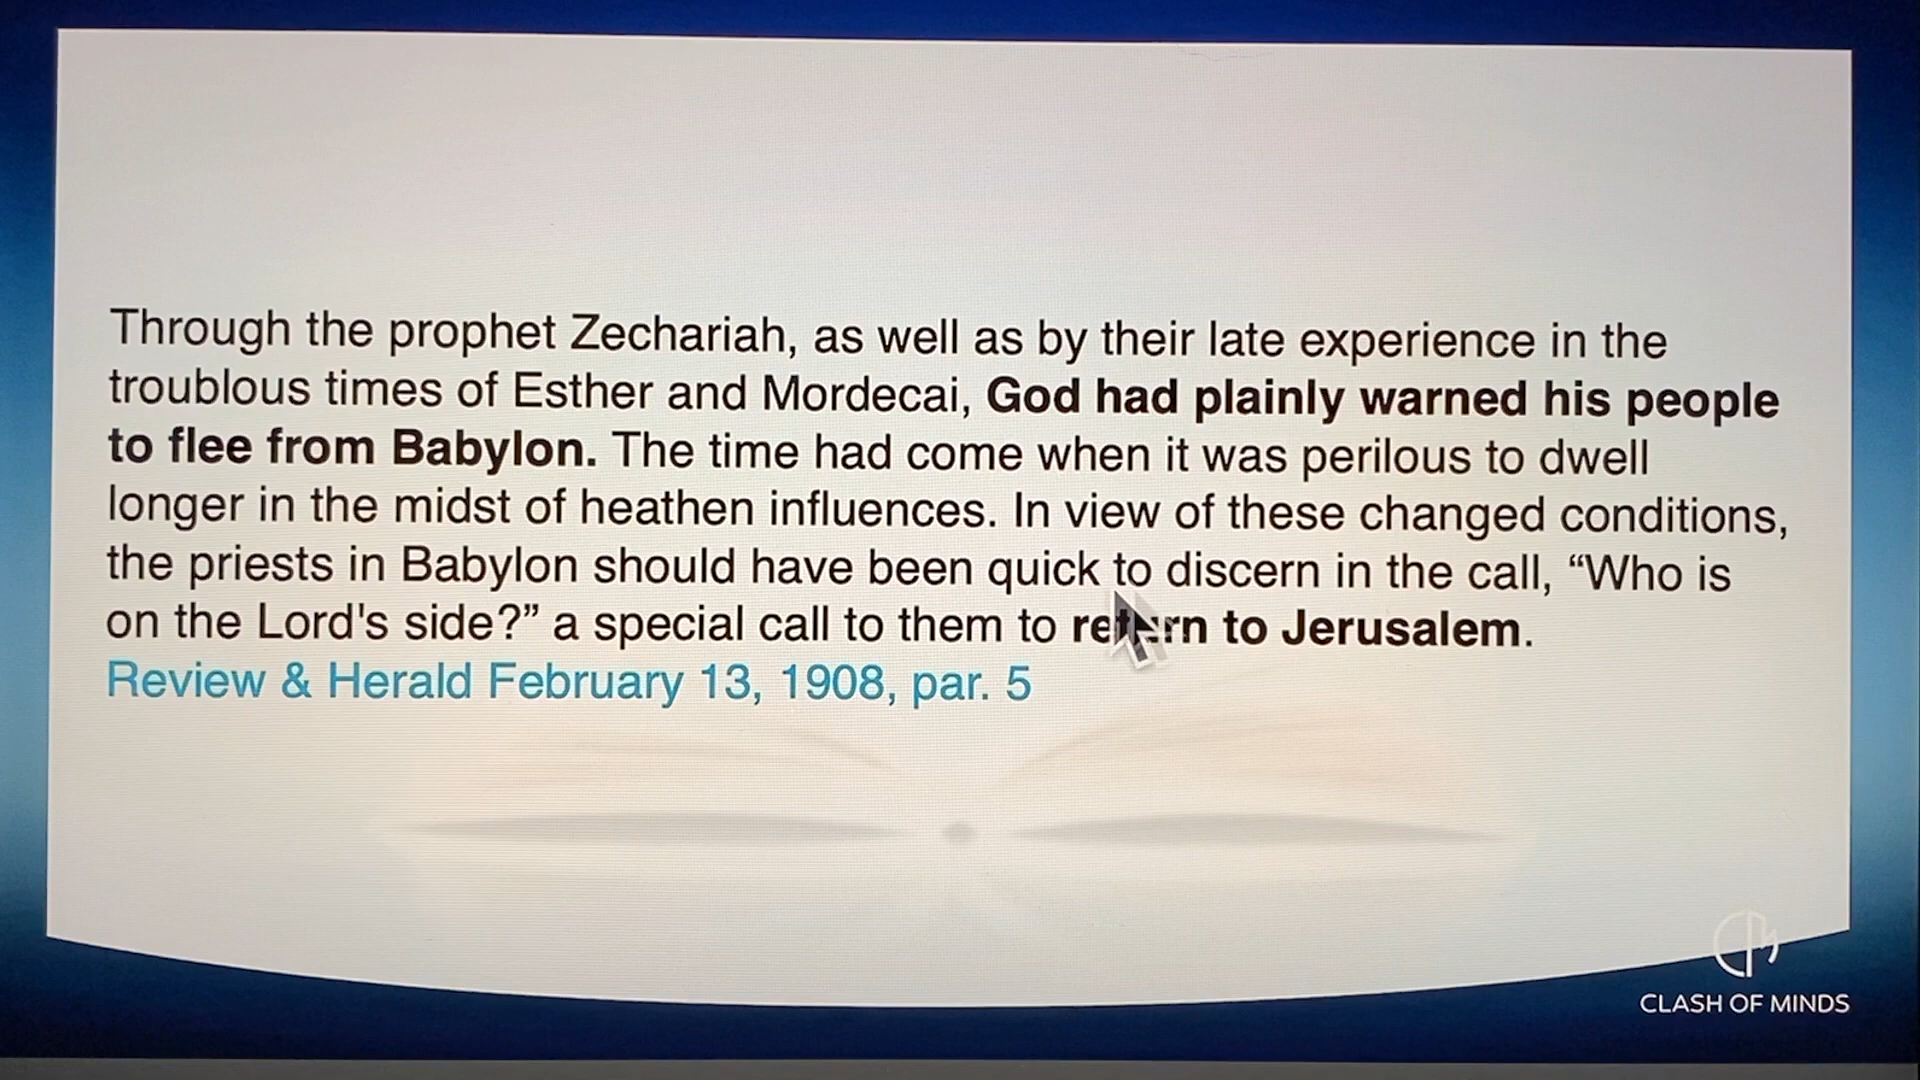 Through the prophet Zechariah, as well as by their late experience in the
troublous times of Esther and Mordecai, God had plainly warned his people
to flee from Babylon. The time had come when it was perilous to dwell
longer in the midst of heathen influences. In view of these changed conditions,
the priests in Babylon should have been quick to discern in the call, “Who is
on the Lord's side?” a special call to them to return to Jerusalem.
Review & Herald February 13, 1908, par. 5
CLASH OF MINDS